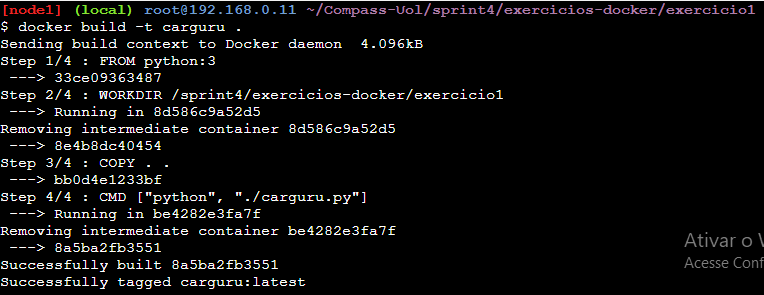 [node1] (local) root@192.168.0.11 ~/Compass-Uol/sprint4/exercicios-docker/exercicio1
$ docker build -t carguru .
Sending build context to Docker daemon  4.096kB
Step 1/4 : FROM python:3
 ---> 33ce09363487
Step 2/4 : WORKDIR /sprint4/exercicios-docker/exercicio1
 ---> Running in 8d586c9a52d5
Removing intermediate container 8d586c9a52d5
 ---> 8e4b8dc40454
Step 3/4 : COPY . .
 ---> bb0d4e1233bf
Step 4/4 : CMD ["python", "./carguru.py"]
 ---> Running in be4282e3fa7f
Removing intermediate container be4282e3fa7f
 ---> 8a5ba2fb3551
Successfully built 8a5ba2fb3551
Successfully tagged carguru:latest
Ativar o
Acesse